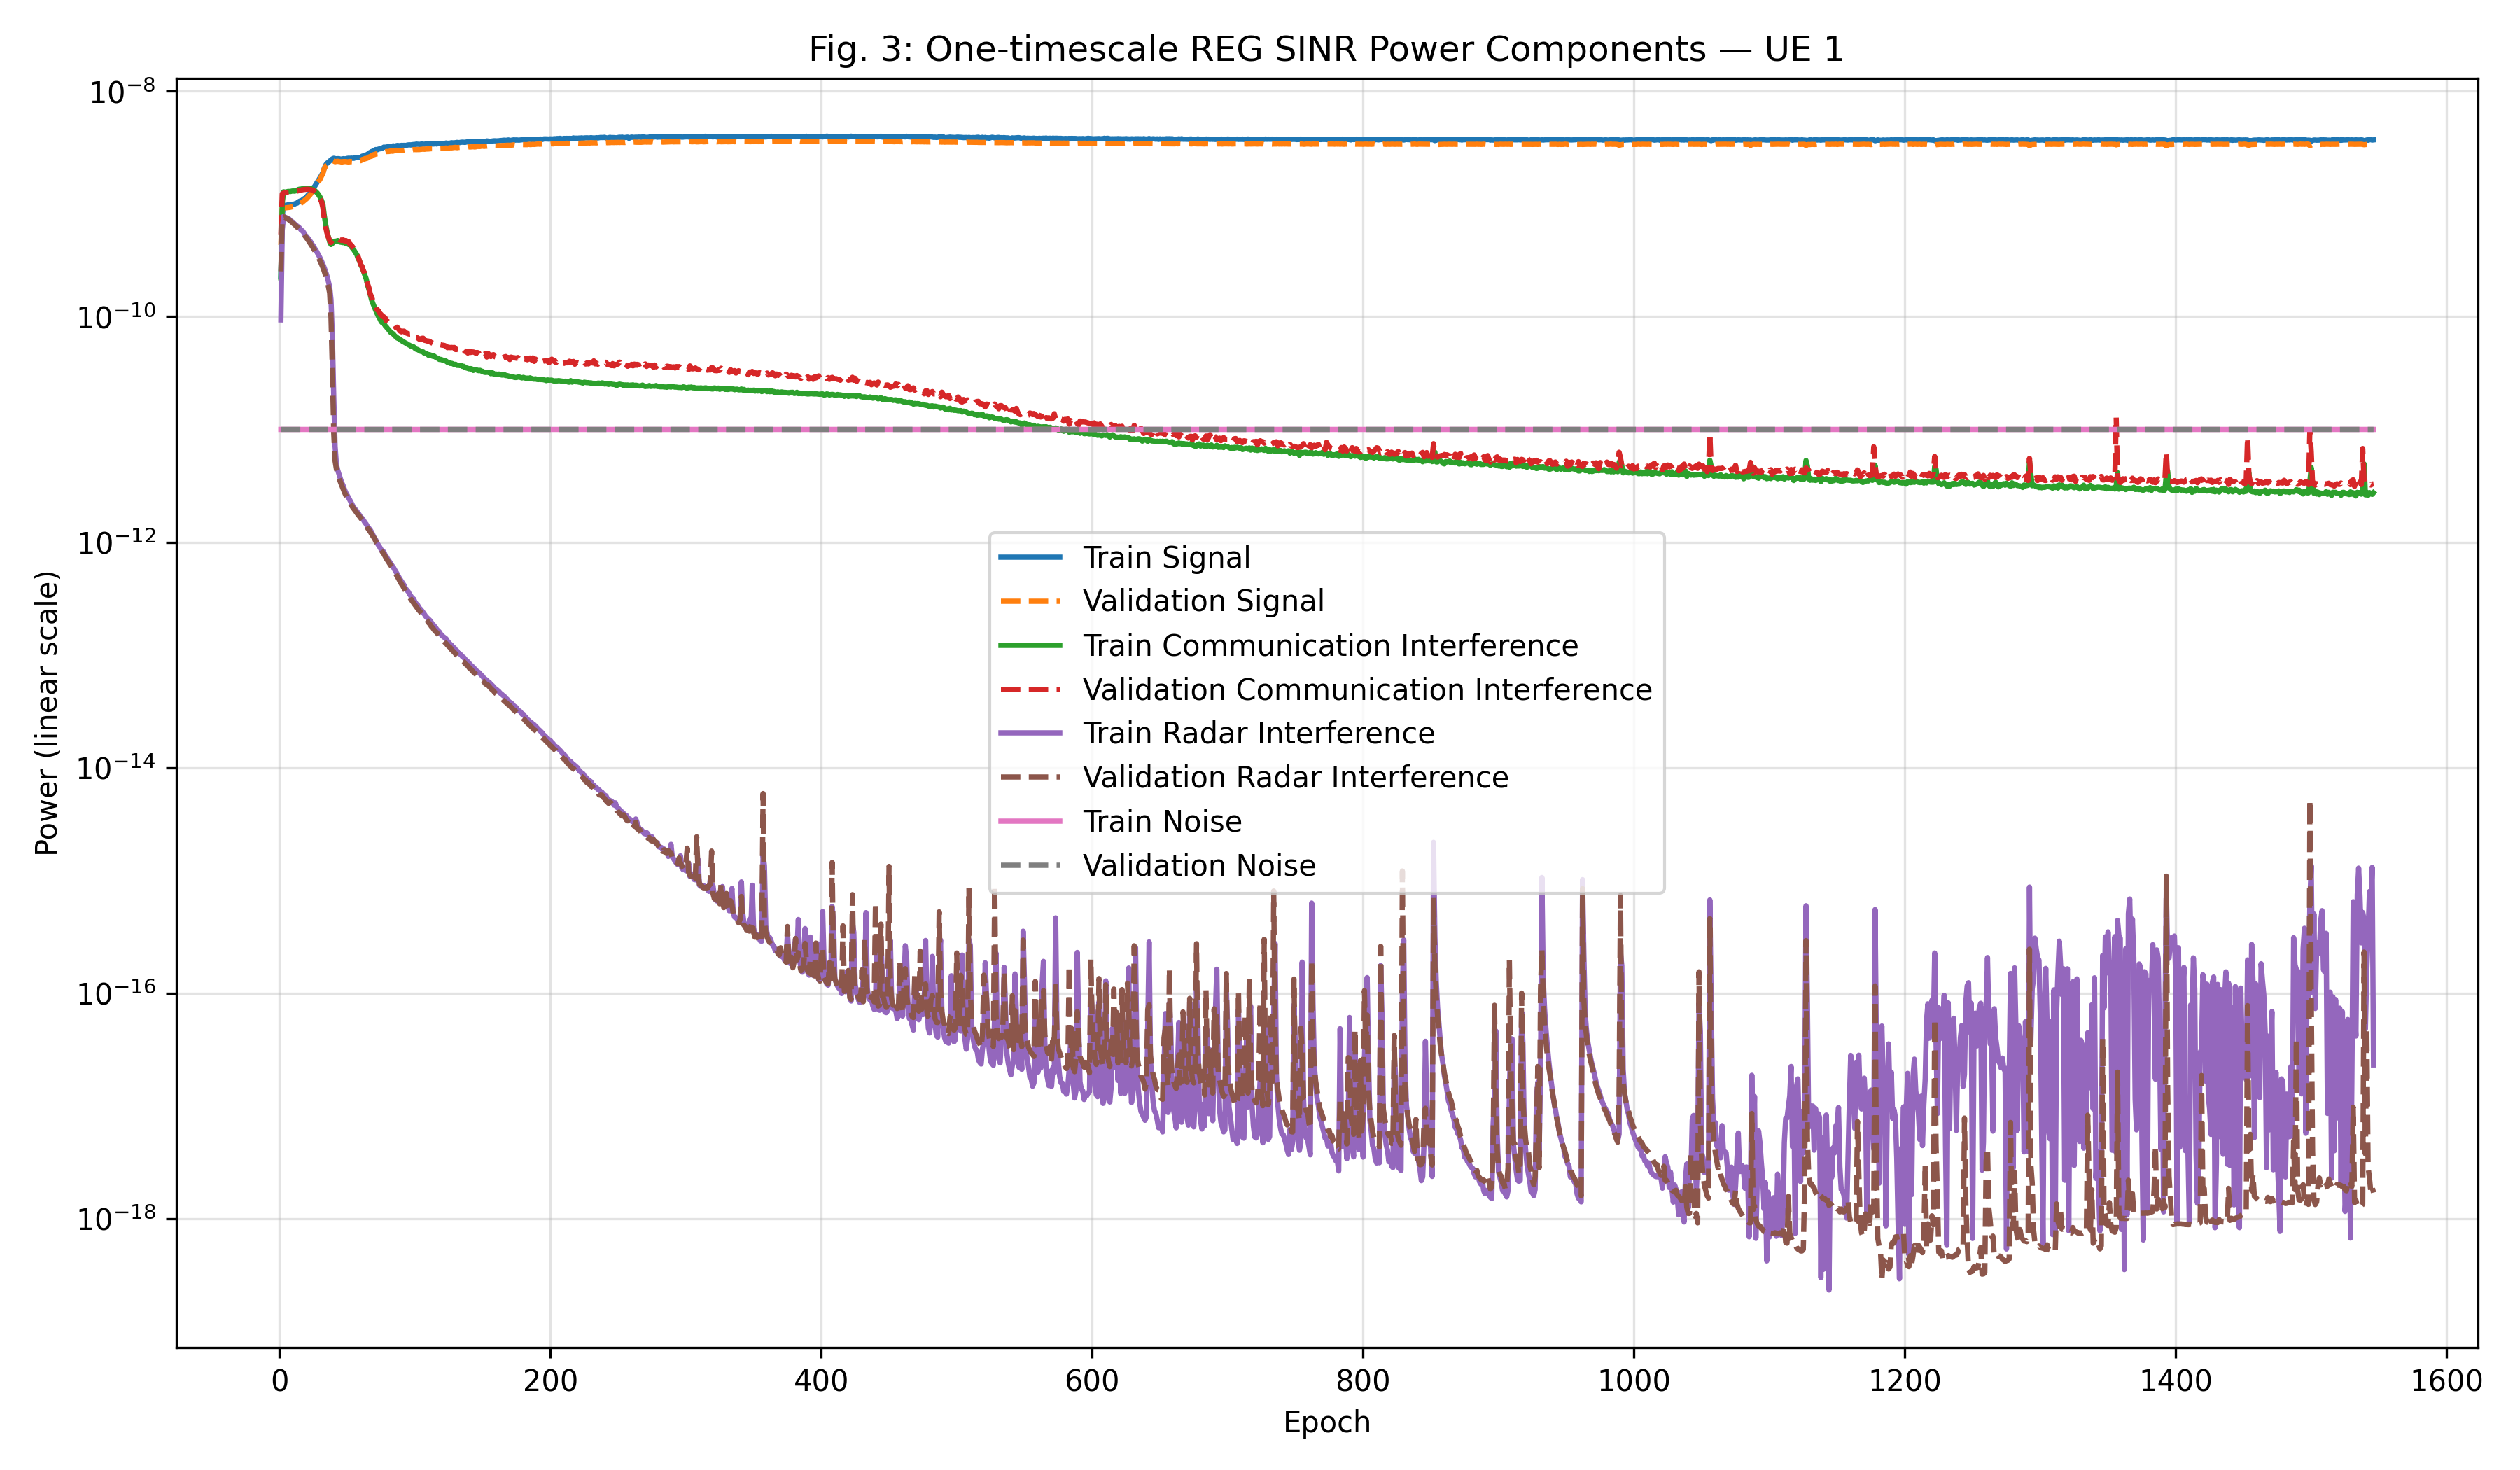 Fig. 3: One-timescale REG SINR Power Components — UE 1
Power (linear scale)
10⁻⁸
10⁻¹⁰
10⁻¹²
10⁻¹⁴
10⁻¹⁶
10⁻¹⁸
Train Signal
Validation Signal
Train Communication Interference
Validation Communication Interference
Train Radar Interference
Validation Radar Interference
Train Noise
Validation Noise
0 200 400 600 800 1000 1200 1400 1600
Epoch